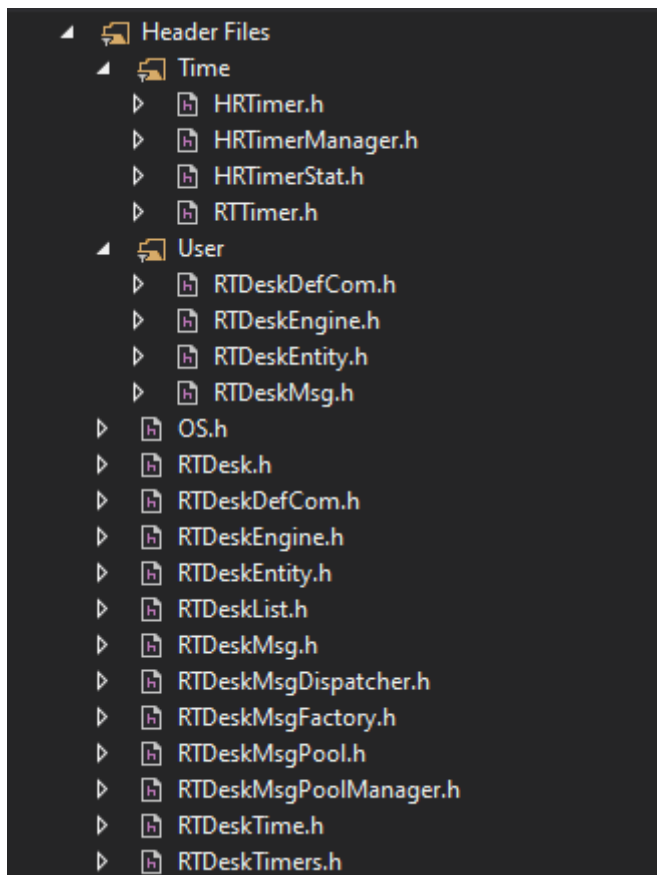 Header Files
Time
HRTimer.h
HRTimerManager.h
HRTimerStat.h
RTTimer.h
User
RTDeskDefCom.h
RTDeskEngine.h
RTDeskEntity.h
RTDeskMsg.h
OS.h
RTDesk.h
RTDeskDefCom.h
RTDeskEngine.h
RTDeskEntity.h
RTDeskList.h
RTDeskMsg.h
RTDeskMsgDispatcher.h
RTDeskMsgFactory.h
RTDeskMsgPool.h
RTDeskMsgPoolManager.h
RTDeskTime.h
RTDeskTimers.h